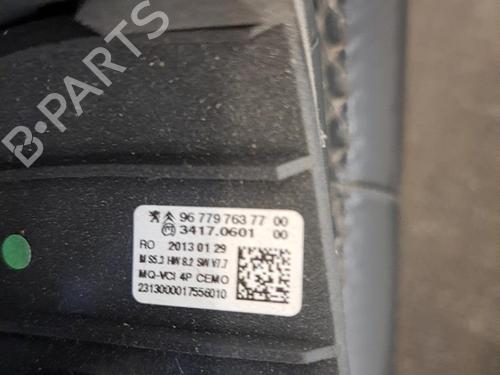 B-PARTS
96 779 763 77 00
3417.0601 00
RO 2013 01 29
IM S5.3 HW 8.2 SW V7.7
MQ-VCI 4P CEMO
2313000017556010